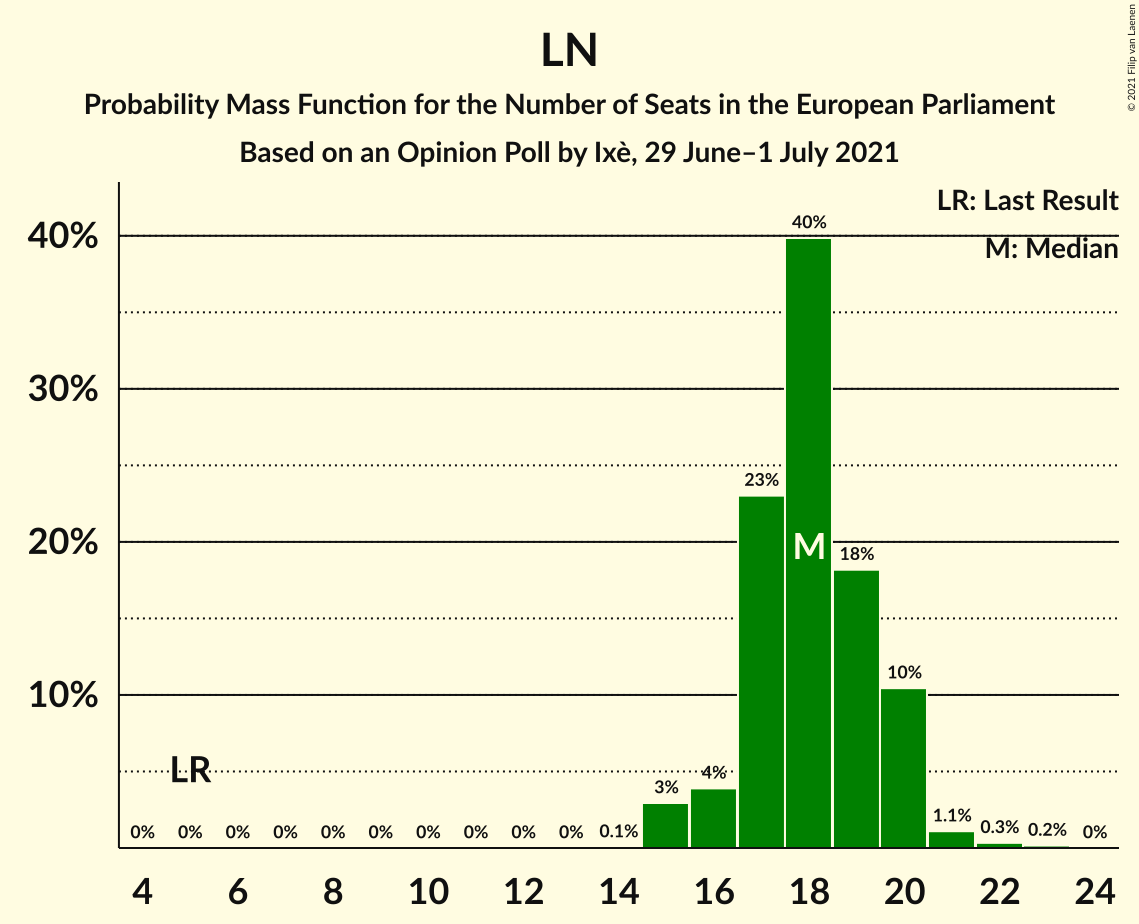 LN
Probability Mass Function for the Number of Seats in the European Parliament
Based on an Opinion Poll by Ixè, 29 June–1 July 2021
© 2021 Filip van Laenen
LR: Last Result
M: Median
40%
30%
20%
10%
0% 0% 0% 0% 0% 0% 0% 0% 0% 0% 0.1% 3% 4% 23% 40% 18% 10% 1.1% 0.3% 0.2% 0%
LR
M
4 6 8 10 12 14 16 18 20 22 24